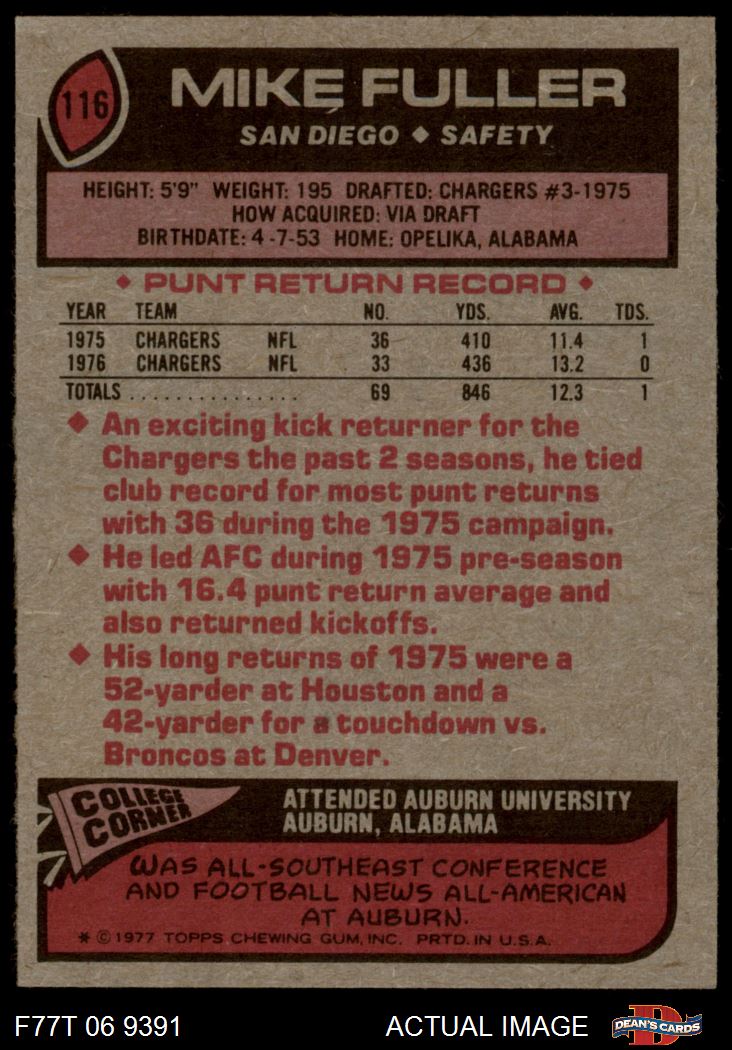 116
MIKE FULLER
SAN DIEGO ◆ SAFETY
HEIGHT: 5'9" WEIGHT: 195 DRAFTED: CHARGERS #3-1975
HOW ACQUIRED: VIA DRAFT
BIRTHDATE: 4-7-53 HOME: OPELIKA, ALABAMA
◆ PUNT RETURN RECORD ◆
YEAR TEAM NO. YDS. AVG. TDS.
1975 CHARGERS NFL 36 410 11.4 1
1976 CHARGERS NFL 33 436 13.2 0
TOTALS . . . . . . . . . . . . . . . 69 846 12.3 1
◆ An exciting kick returner for the
Chargers the past 2 seasons, he tied
club record for most punt returns
with 36 during the 1975 campaign.
◆ He led AFC during 1975 pre-season
with 16.4 punt return average and
also returned kickoffs.
◆ His long returns of 1975 were a
52-yarder at Houston and a
42-yarder for a touchdown vs.
Broncos at Denver.
COLLEGE
CORNER
ATTENDED AUBURN UNIVERSITY
AUBURN, ALABAMA
WAS ALL-SOUTHEAST CONFERENCE
AND FOOTBALL NEWS ALL-AMERICAN
AT AUBURN.
* © 1977 TOPPS CHEWING GUM, INC. PRTD. IN U.S.A.
F77T 06 9391 ACTUAL IMAGE
D
DEAN'S CARDS